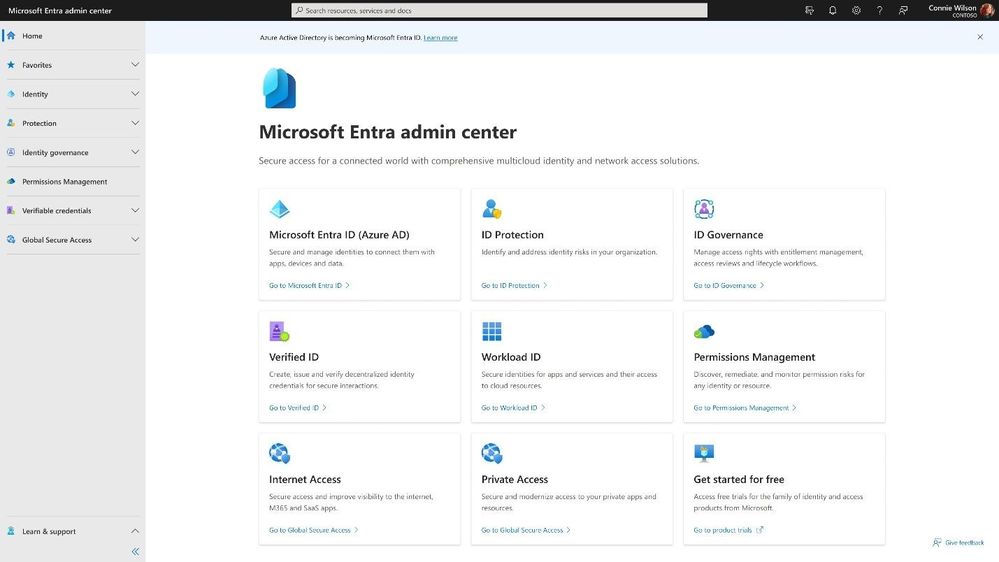 Microsoft Entra admin center
Search resources, services and docs
Connie Wilson
CONTOSO
Home
Favorites
Identity
Protection
Identity governance
Permissions Management
Verifiable credentials
Global Secure Access
Learn & support
Azure Active Directory is becoming Microsoft Entra ID. Learn more
Microsoft Entra admin center
Secure access for a connected world with comprehensive multicloud identity and network access solutions.
Microsoft Entra ID (Azure AD)
Secure and manage identities to connect them with
apps, devices and data.
Go to Microsoft Entra ID
ID Protection
Identify and address identity risks in your organization.
Go to ID Protection
ID Governance
Manage access rights with entitlement management,
access reviews and lifecycle workflows.
Go to ID Governance
Verified ID
Create, issue and verify decentralized identity
credentials for secure interactions.
Go to Verified ID
Workload ID
Secure identities for apps and services and their access
to cloud resources.
Go to Workload ID
Permissions Management
Discover, remediate, and monitor permission risks for
any identity or resource.
Go to Permissions Management
Internet Access
Secure access and improve visibility to the internet,
M365 and SaaS apps.
Go to Global Secure Access
Private Access
Secure and modernize access to your private apps and
resources.
Go to Global Secure Access
Get started for free
Access free trials for the family of identity and access
products from Microsoft.
Go to product trials
Give feedback